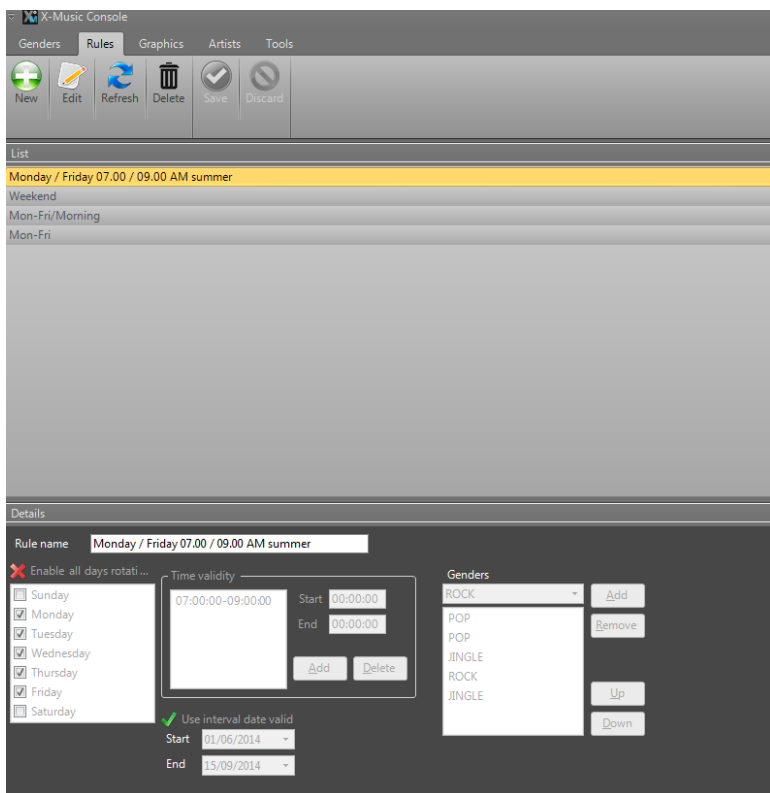 X-Music Console
Genders Rules Graphics Artists Tools
New Edit Refresh Delete Save Discard
List
Monday / Friday 07.00 / 09.00 AM summer
Weekend
Mon-Fri/Morning
Mon-Fri
Details
Rule name Monday / Friday 07.00 / 09.00 AM summer
Enable all days rotati ...
Sunday
Monday
Tuesday
Wednesday
Thursday
Friday
Saturday
Time validity
07:00:00-09:00:00
Start 00:00:00
End 00:00:00
Add Delete
Use interval date valid
Start 01/06/2014
End 15/09/2014
Genders
ROCK Add
Remove
POP
POP
JINGLE
ROCK
JINGLE
Up
Down